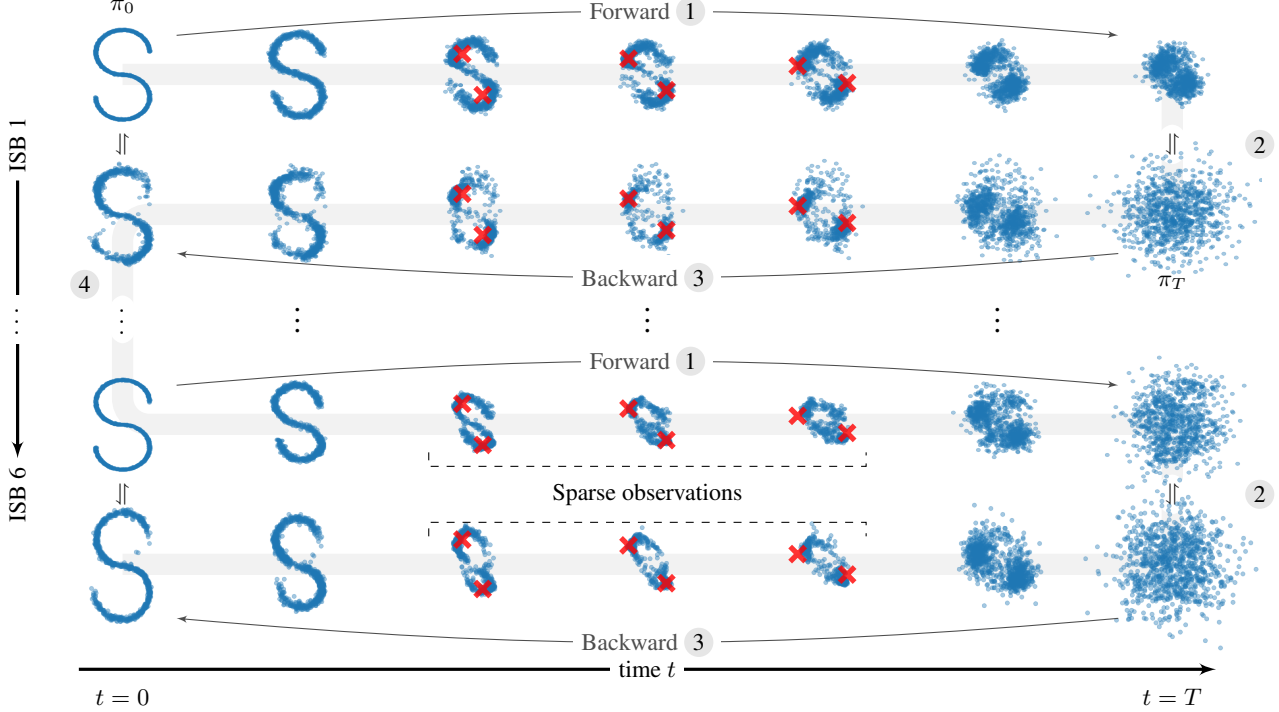 π₀
Forward 1
ISB 1
2
4
Backward 3
π_T
Forward 1
Sparse observations
ISB 6
2
Backward 3
time t
t = 0
t = T